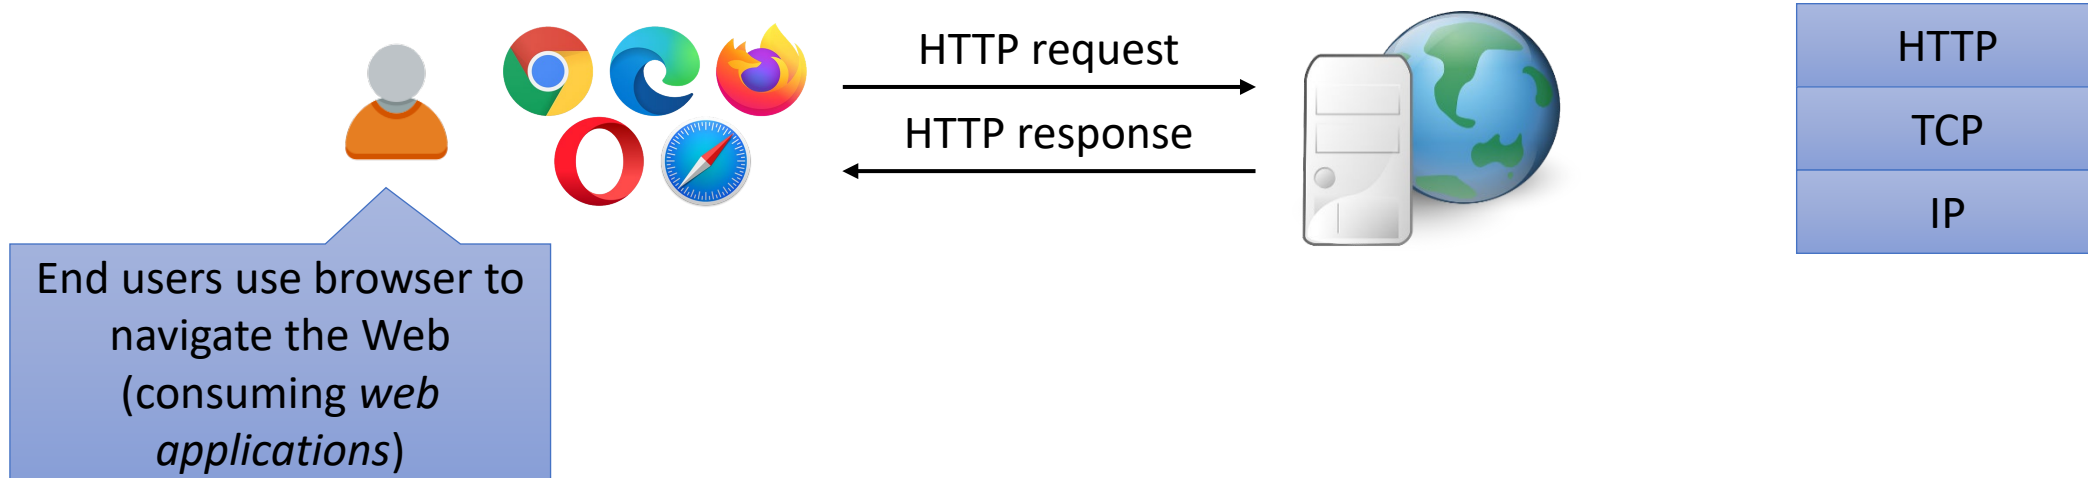 HTTP request
HTTP response
HTTP
TCP
IP
End users use browser to
navigate the Web
(consuming web
applications)